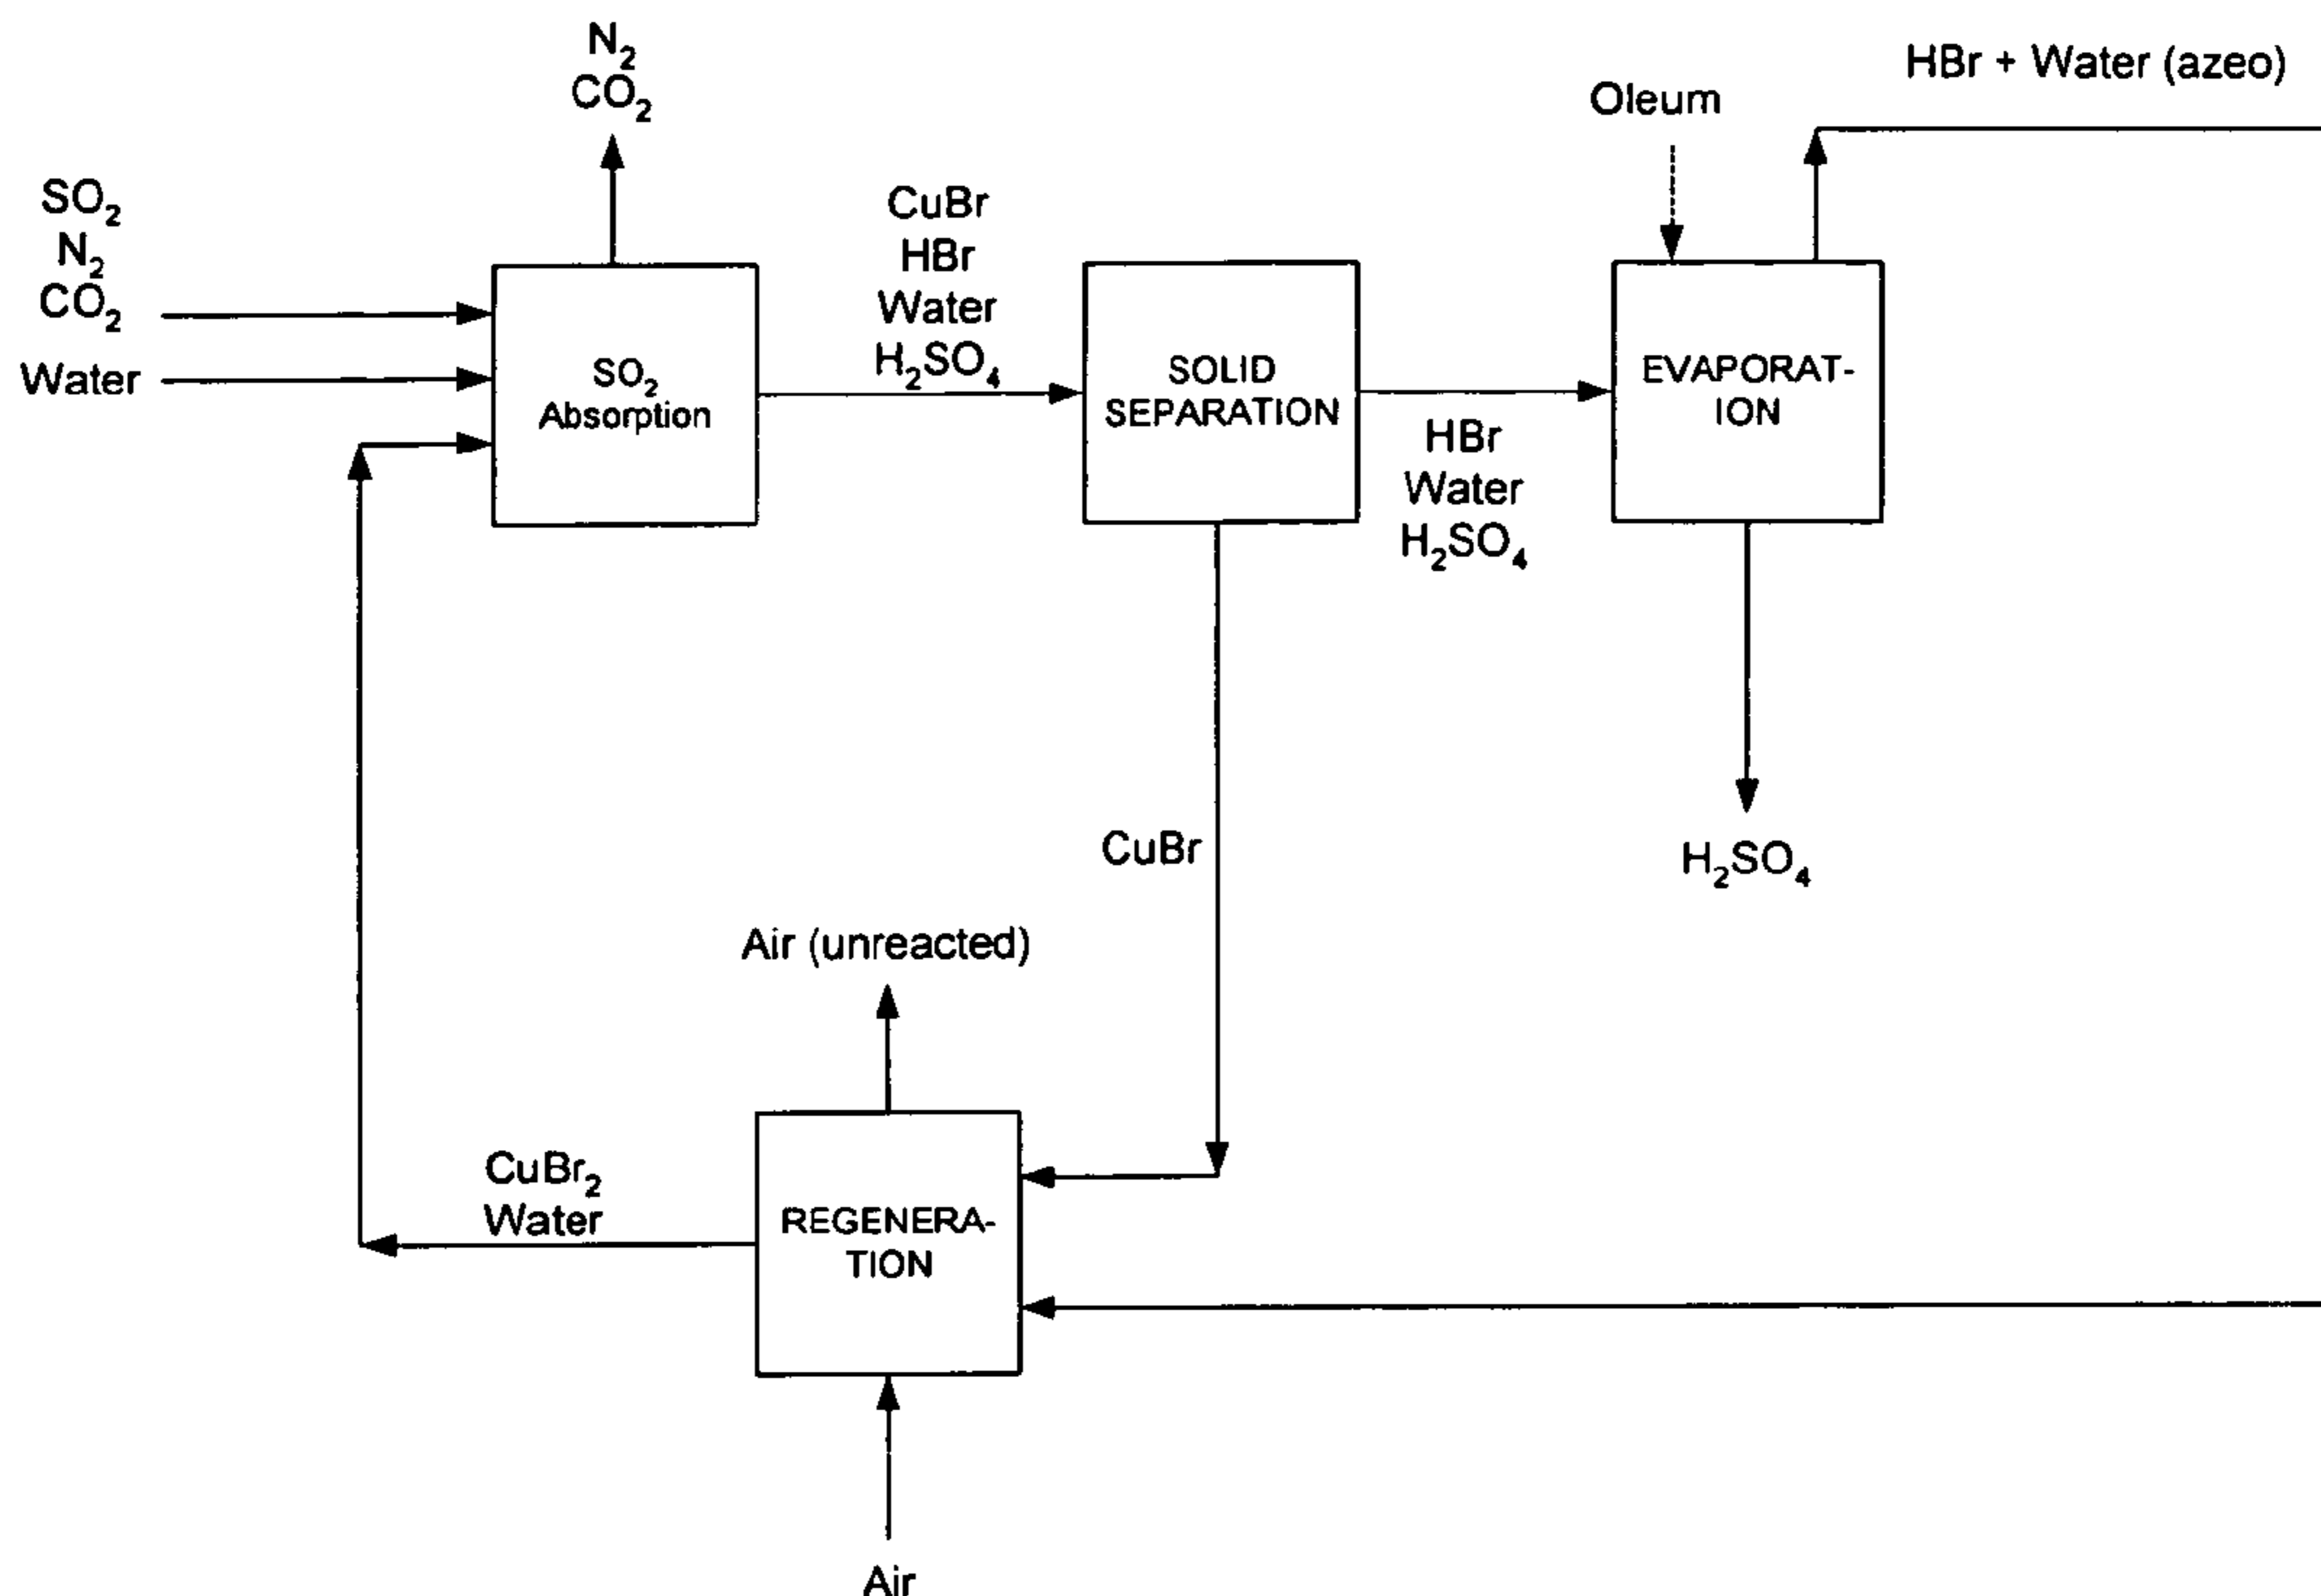 N₂
CO₂
HBr + Water (azeo)
Oleum
SO₂
N₂
CO₂
Water
CuBr
HBr
Water
H₂SO₄
SO₂
Absorption
SOLID
SEPARATION
EVAPORAT-
ION
HBr
Water
H₂SO₄
CuBr
H₂SO₄
Air (unreacted)
CuBr₂
Water
REGENERA-
TION
Air